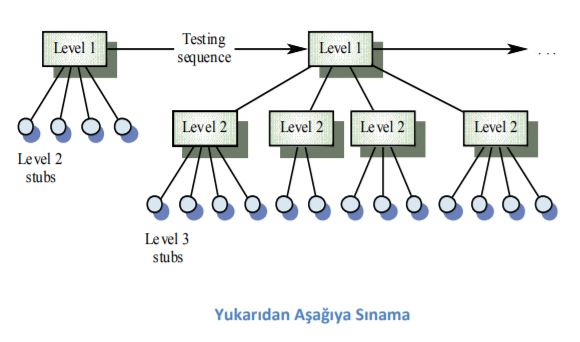 Level 1
Testing
sequence
Level 1
. . .
Level 2
stubs
Level 2
Level 2
Level 2
Level 2
Level 3
stubs
Yukarıdan Aşağıya Sınama